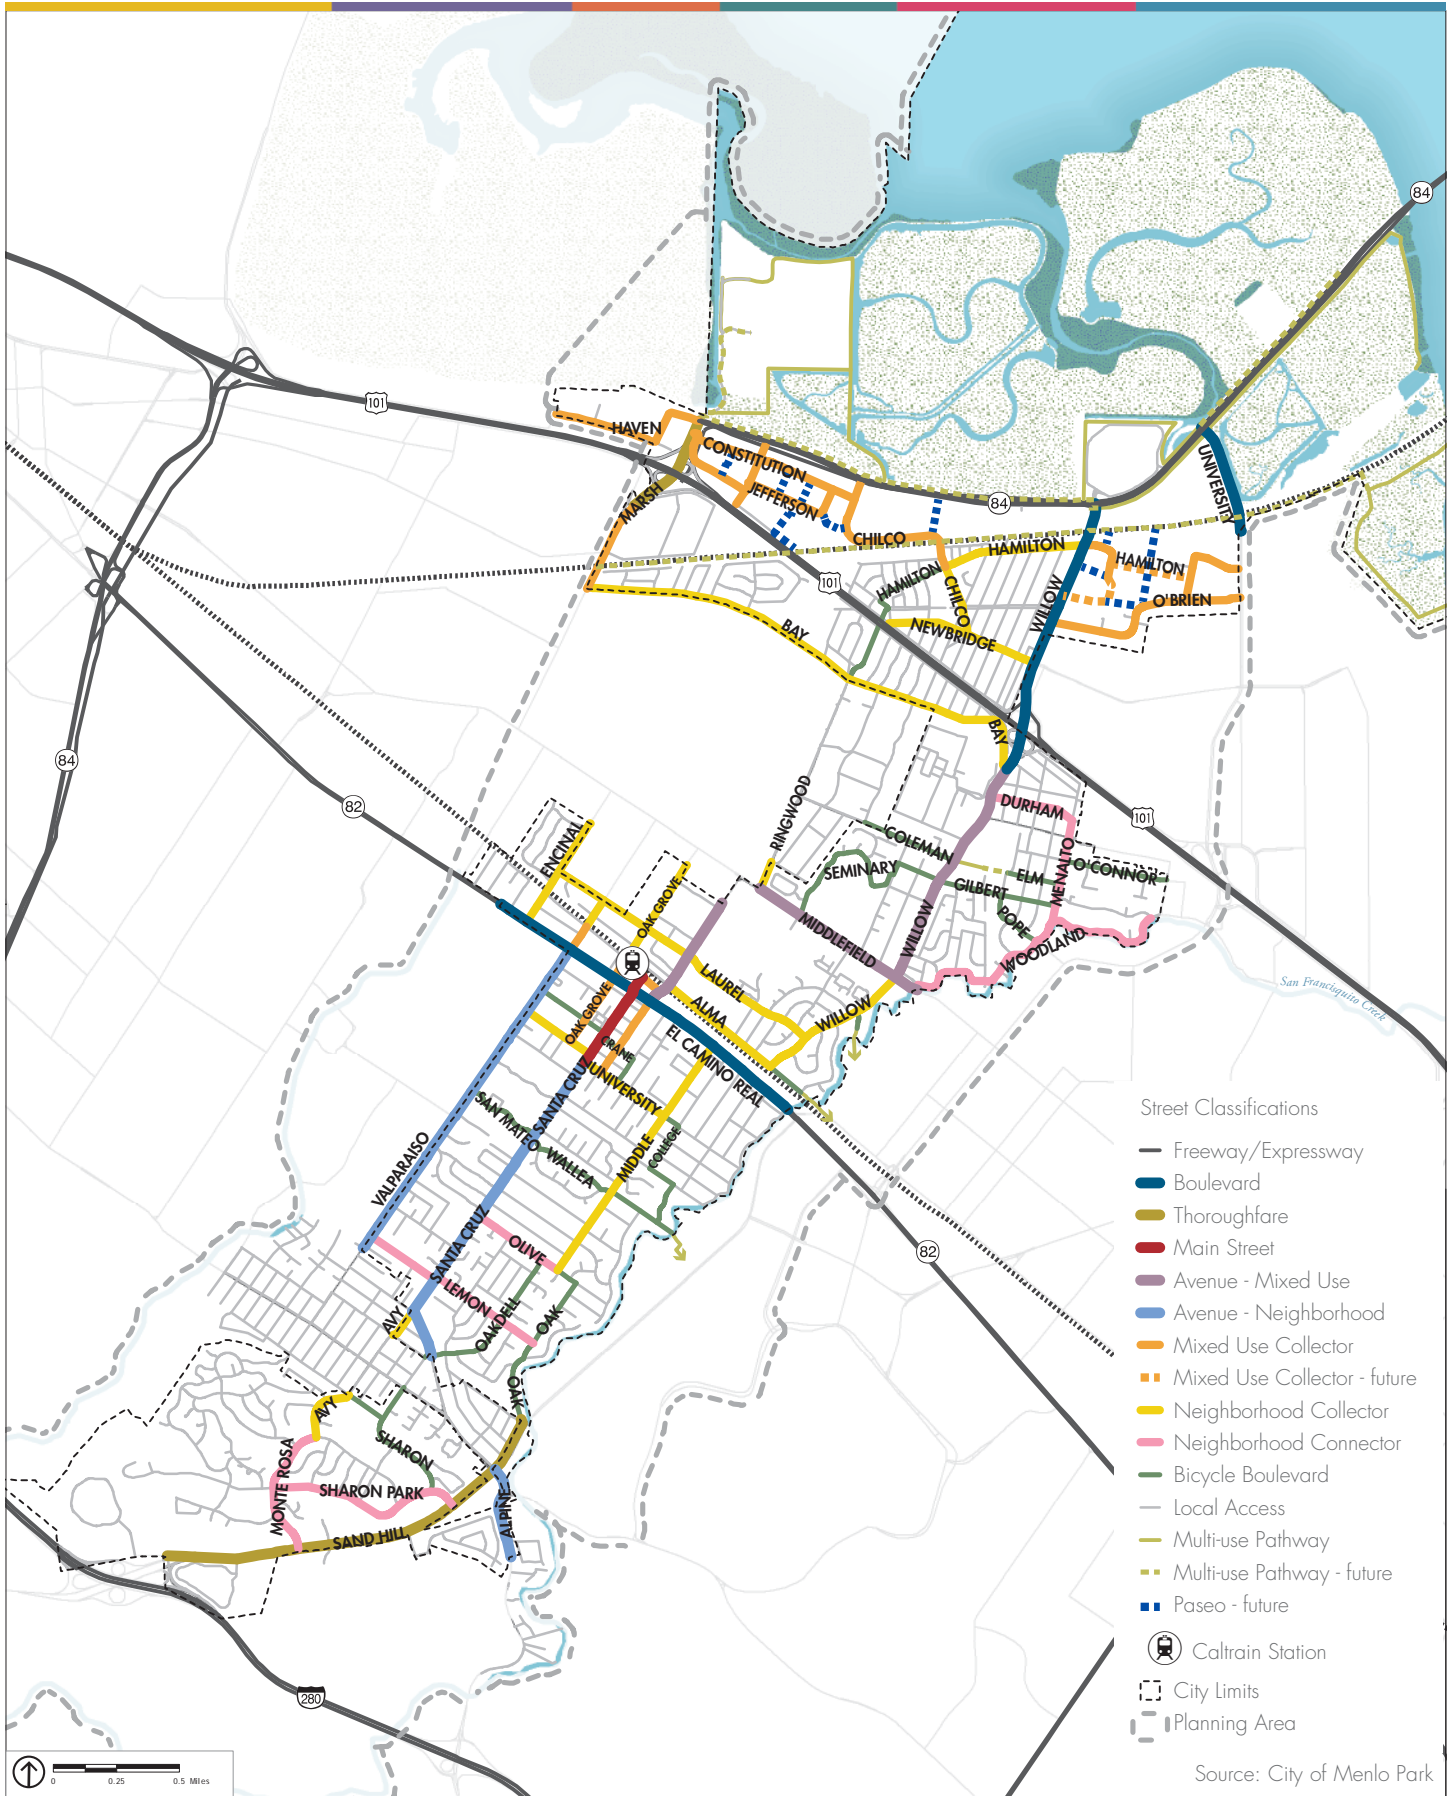 84
101
HAVEN
CONSTITUTION
MARSH
JEFFERSON
UNIVERSITY
84
CHILCO
HAMILTON
HAMILTON
101
HAMILTON
CHILCO
WILLOW
O'BRIEN
BAY
NEWBRIDGE
BAY
84
82
RINGWOOD
DURHAM
101
ENCINAL
COLEMAN
SEMINARY
ELM
MENALTO
O'CONNOR
GILBERT
OAK GROVE
POPE
WILLOW
MIDDLEFIELD
WOODLAND
LAUREL
San Francisquito Creek
OAK GROVE
ALMA
WILLOW
CRANE
EL CAMINO REAL
SANTA CRUZ
UNIVERSITY
SAN MATEO
WALLEA
MIDDLE
COLLEGE
VALPARAISO
SANTA CRUZ
OLIVE
LEMON
82
AVY
OAKDELL
OAK
OAK
AVY
SHARON
MONTE ROSA
SHARON PARK
SAND HILL
ALPINE
280
Street Classifications
Freeway/Expressway
Boulevard
Thoroughfare
Main Street
Avenue - Mixed Use
Avenue - Neighborhood
Mixed Use Collector
Mixed Use Collector - future
Neighborhood Collector
Neighborhood Connector
Bicycle Boulevard
Local Access
Multi-use Pathway
Multi-use Pathway - future
Paseo - future
Caltrain Station
City Limits
Planning Area
0 0.25 0.5 Miles
Source: City of Menlo Park